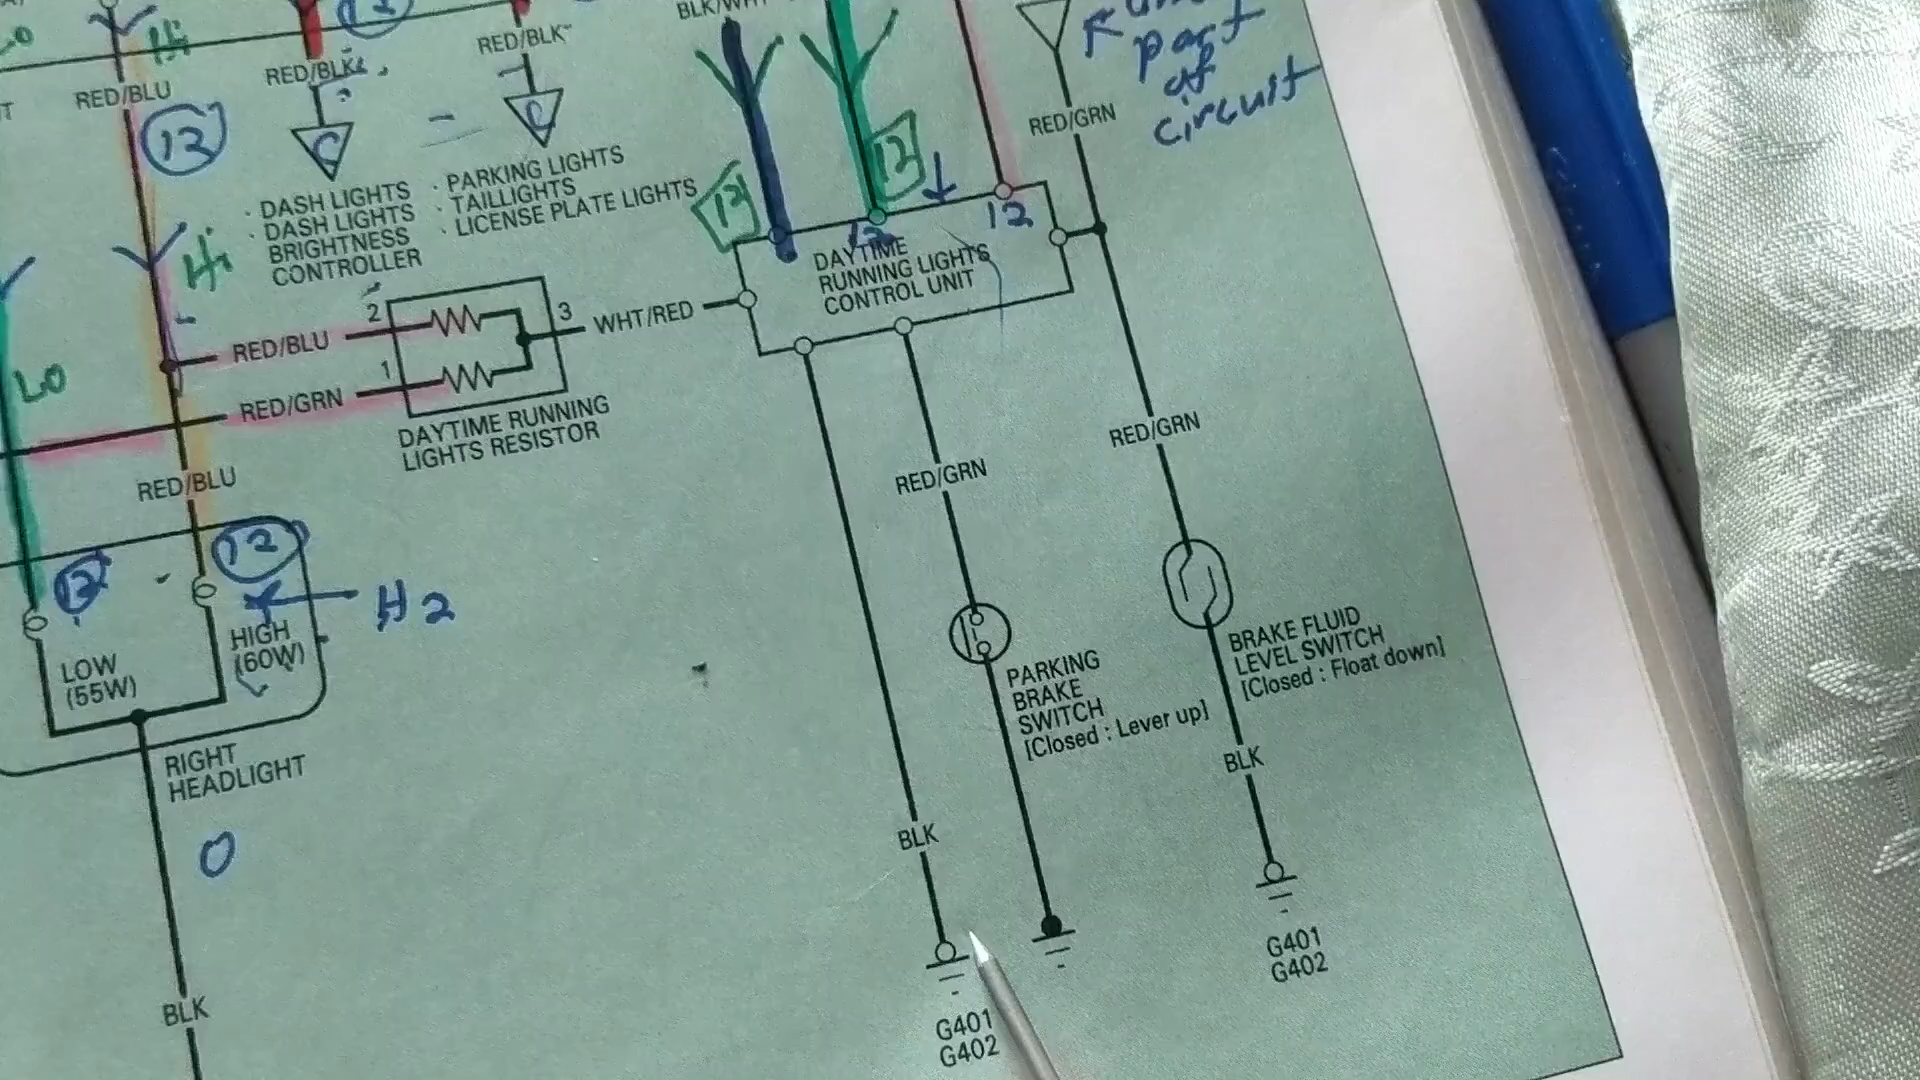 LO
Hi
RED/BLU
RED/BLK
RED/BLK
12
C
DASH LIGHTS
DASH LIGHTS
BRIGHTNESS
CONTROLLER
PARKING LIGHTS
TAILLIGHTS
LICENSE PLATE LIGHTS
12
12
12
part
of
circuit
RED/GRN
DAYTIME
RUNNING LIGHTS
CONTROL UNIT
Hi
LO
RED/BLU
2
3
WHT/RED
RED/GRN
1
DAYTIME RUNNING
LIGHTS RESISTOR
RED/BLU
RED/GRN
RED/GRN
12
12
H2
LOW
(55W)
HIGH
(60W)
RIGHT
HEADLIGHT
0
BLK
PARKING
BRAKE
SWITCH
[Closed : Lever up]
BRAKE FLUID
LEVEL SWITCH
[Closed : Float down]
BLK
BLK
G401
G402
G401
G402